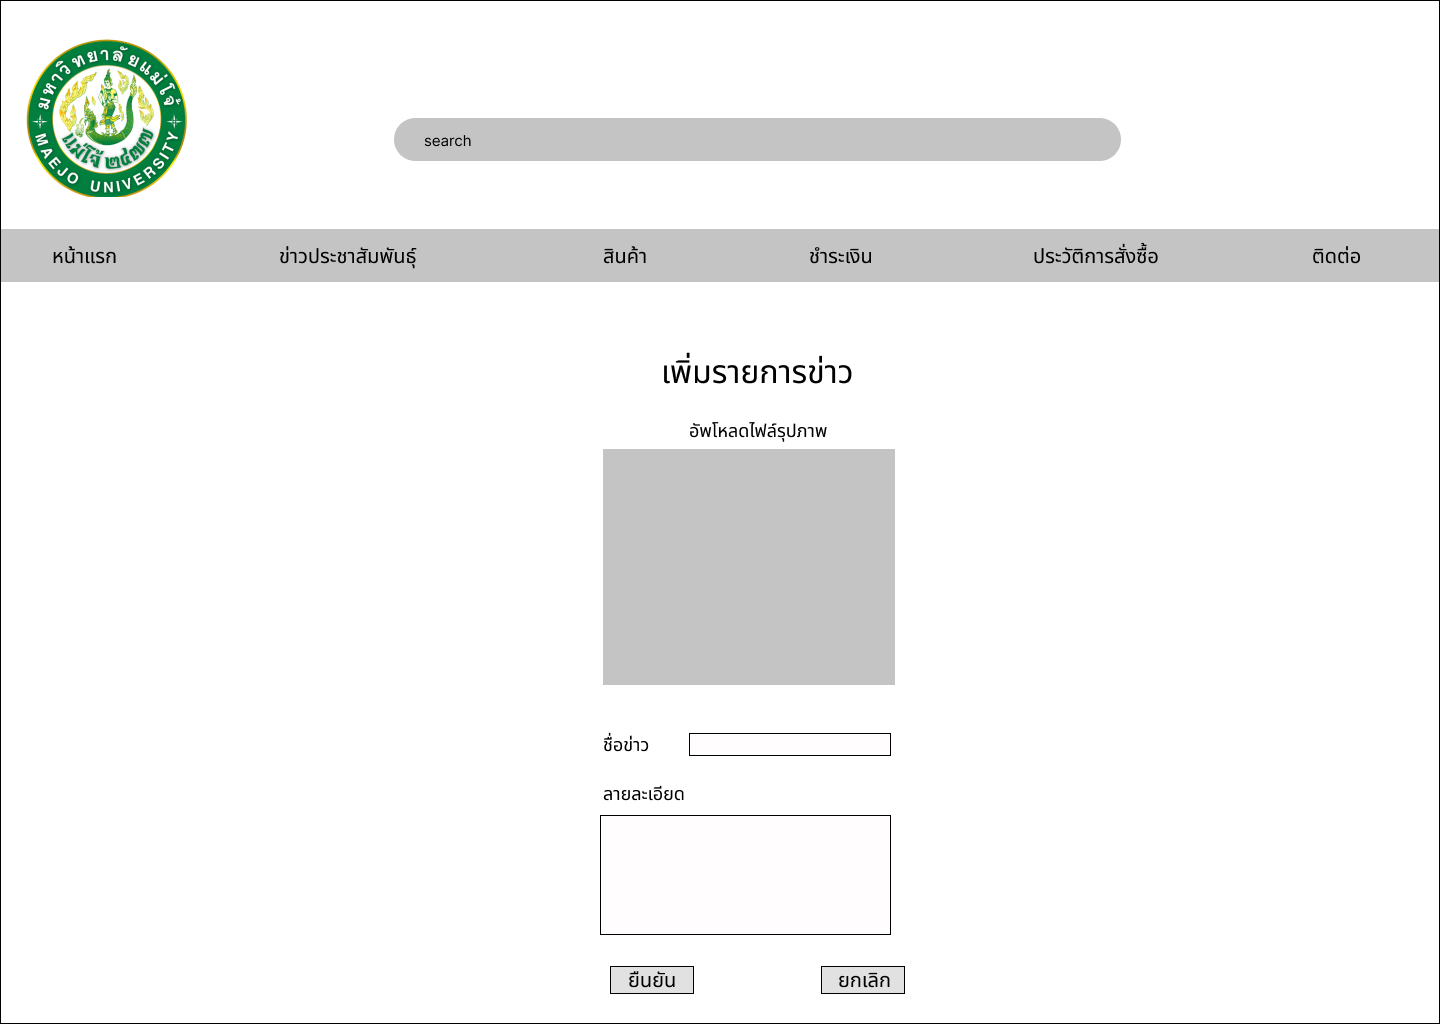 มหาวิทยาลัยแม่โจ้
แม่โจ้ ๒๔๗๗
MAEJO UNIVERSITY
search
หน้าแรก ข่าวประชาสัมพันธุ์ สินค้า ชำระเงิน ประวัติการสั่งซื้อ ติดต่อ
เพิ่มรายการข่าว
อัพโหลดไฟล์รุปภาพ
ชื่อข่าว
ลายละเอียด
ยืนยัน ยกเลิก